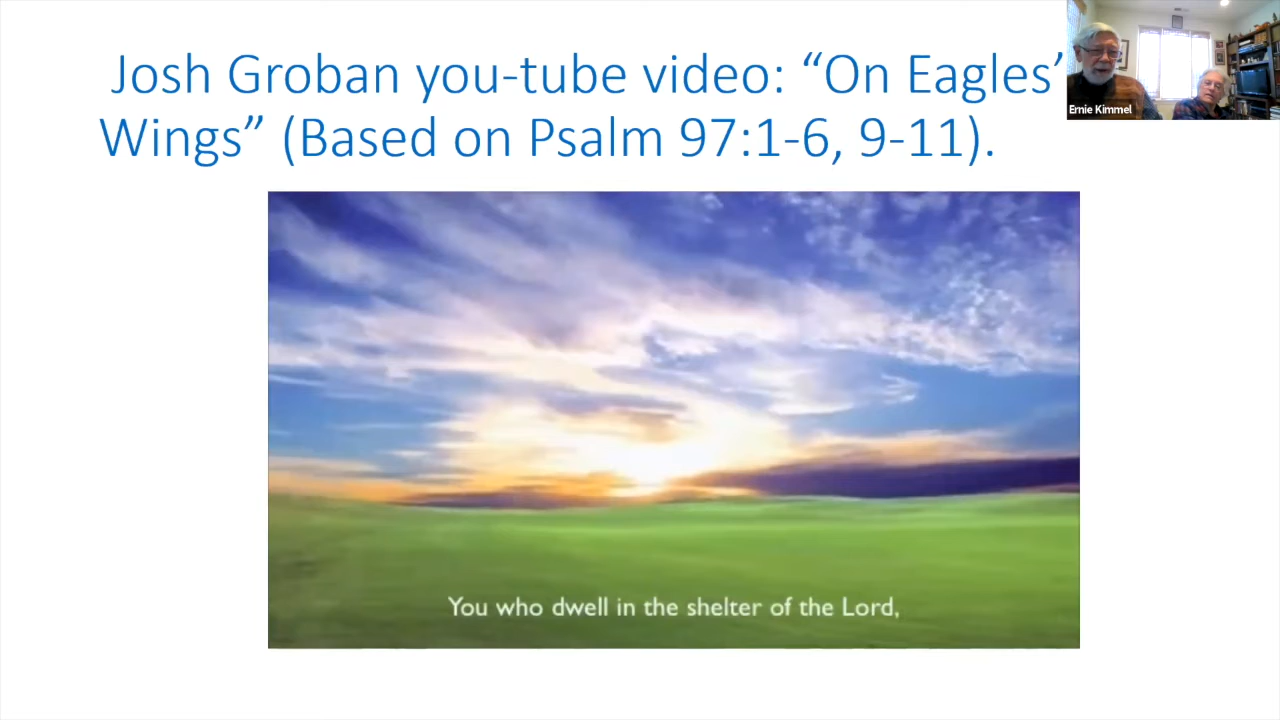 Josh Groban you-tube video: “On Eagles’
Wings” (Based on Psalm 97:1-6, 9-11).
Ernie Kimmel
You who dwell in the shelter of the Lord,